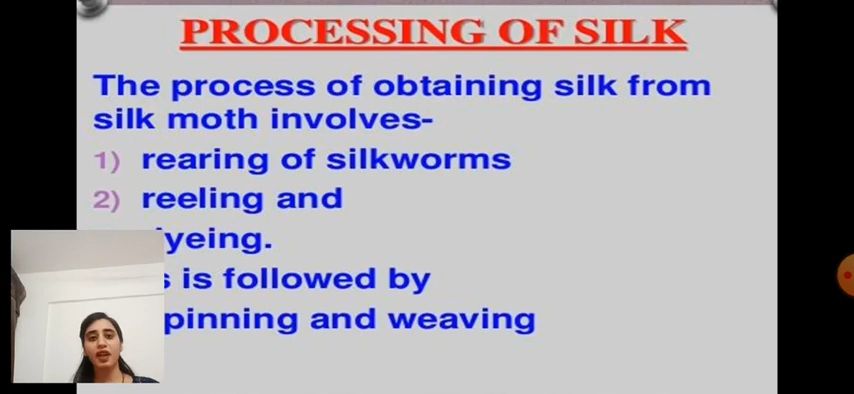 PROCESSING OF SILK
The process of obtaining silk from
silk moth involves-
1) rearing of silkworms
2) reeling and
yeing.
is followed by
pinning and weaving